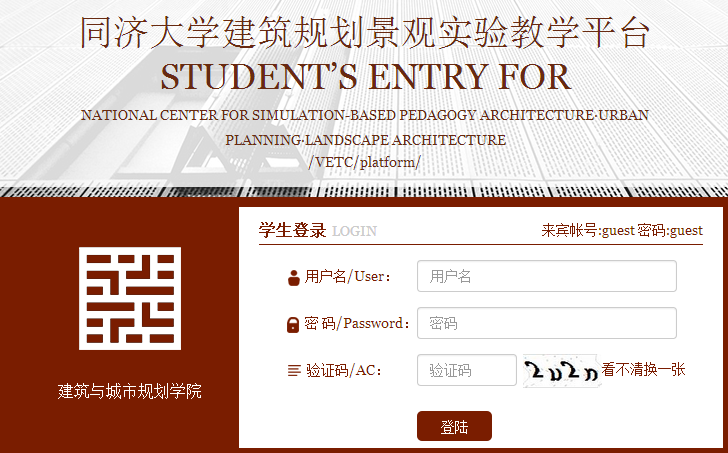 同济大学建筑规划景观实验教学平台
STUDENT’S ENTRY FOR
NATIONAL CENTER FOR SIMULATION-BASED PEDAGOGY ARCHITECTURE·URBAN
PLANNING·LANDSCAPE ARCHITECTURE
/VETC/platform/
学生登录 LOGIN 来宾帐号:guest 密码:guest
用户名/User： 用户名
密 码/Password： 密码
验证码/AC： 验证码 看不清换一张
建筑与城市规划学院
登陆